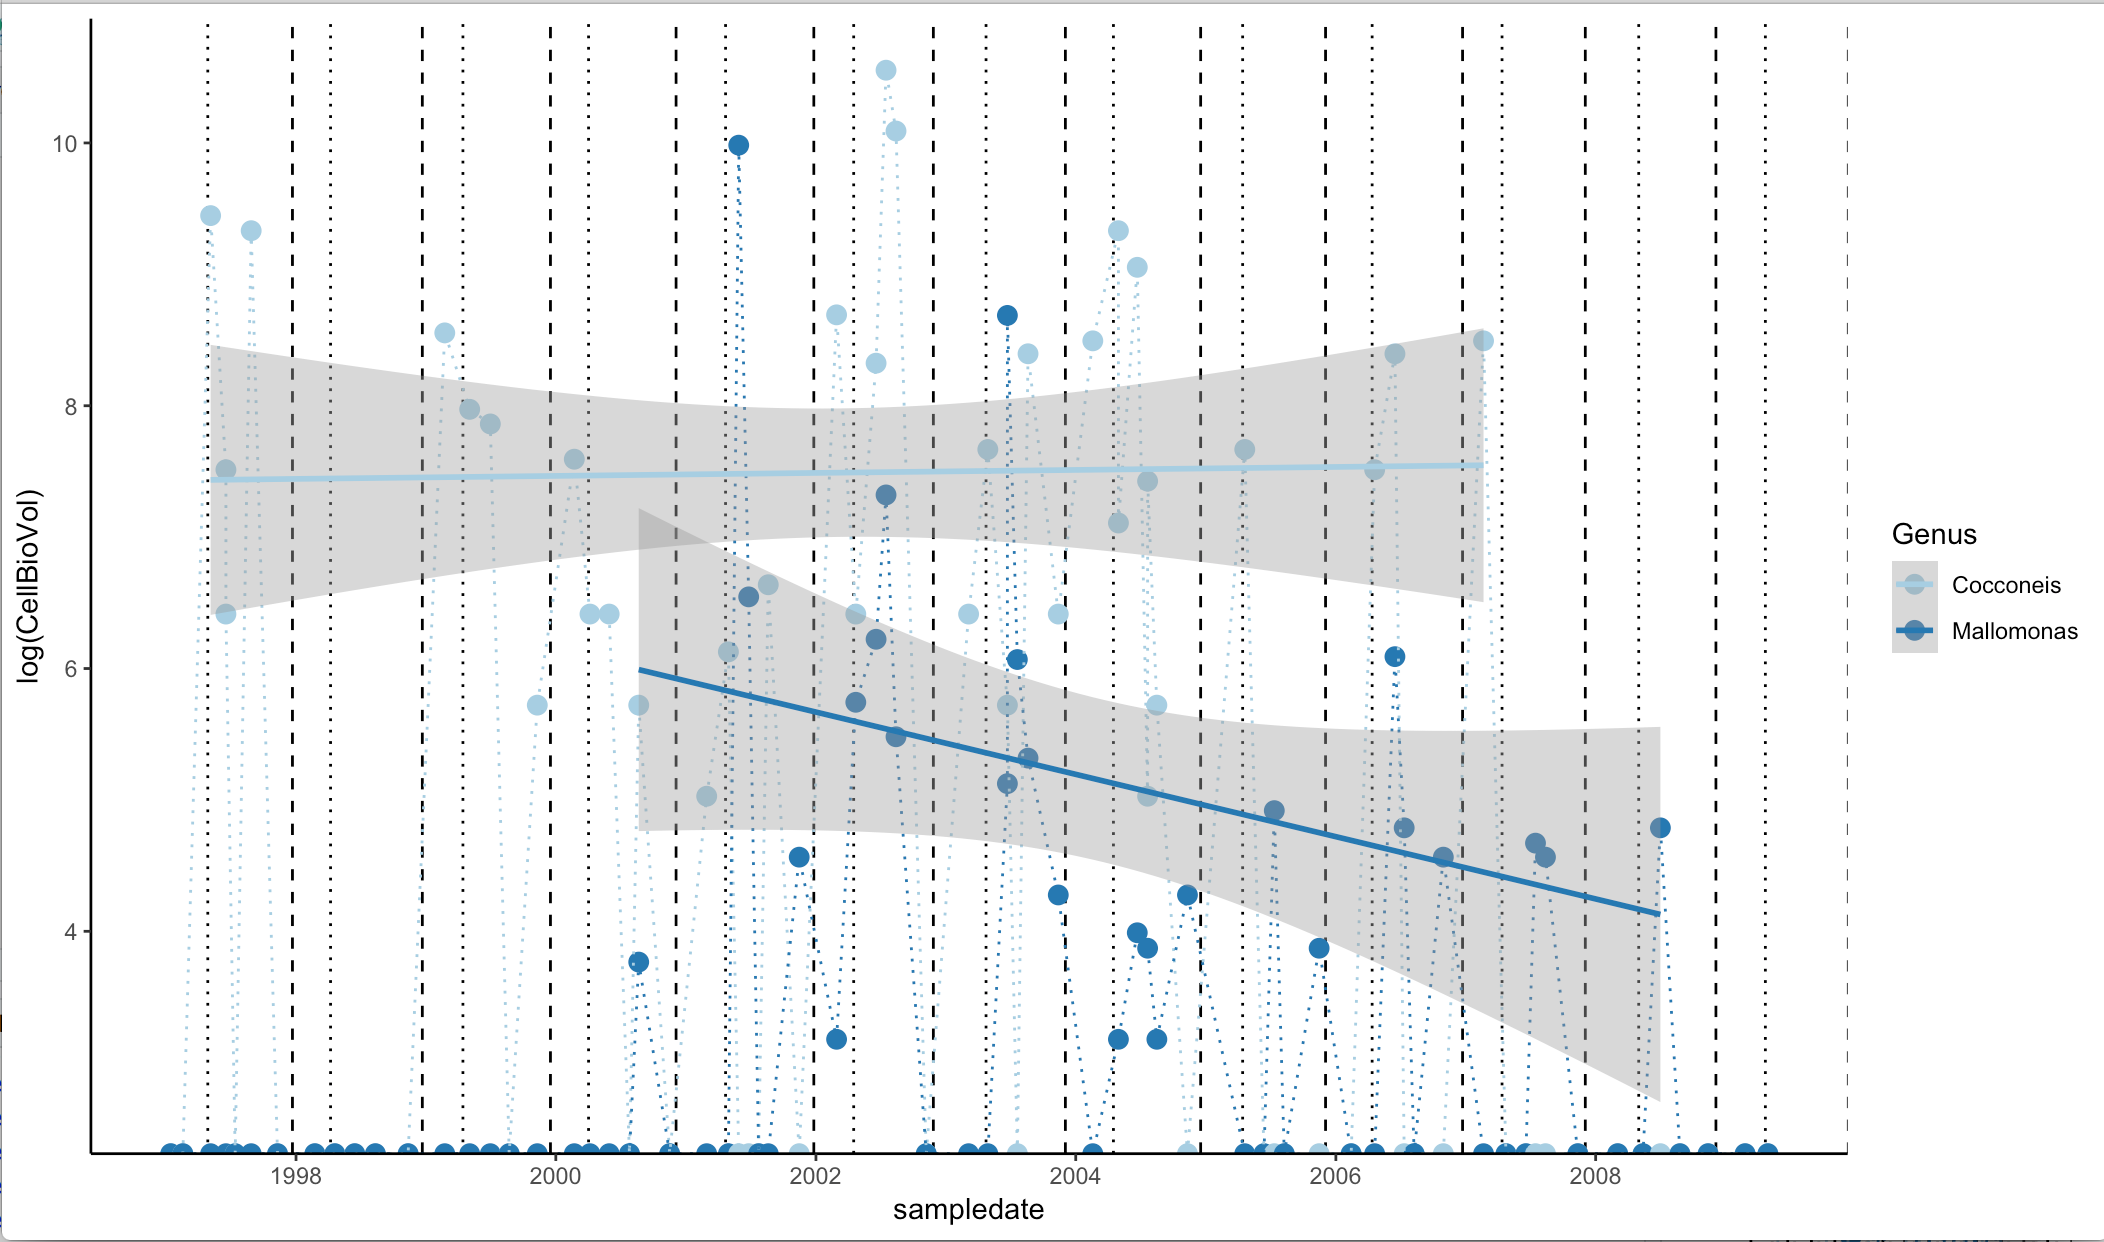 10
8
6
4
log(CellBioVol)
1998 2000 2002 2004 2006 2008
sampledate
Genus
Cocconeis
Mallomonas